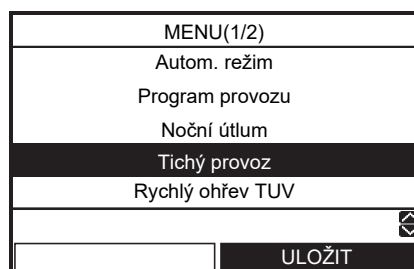 MENU(1/2)
Autom. režim
Program provozu
Noční útlum
Tichý provoz
Rychlý ohřev TUV
ULOŽIT